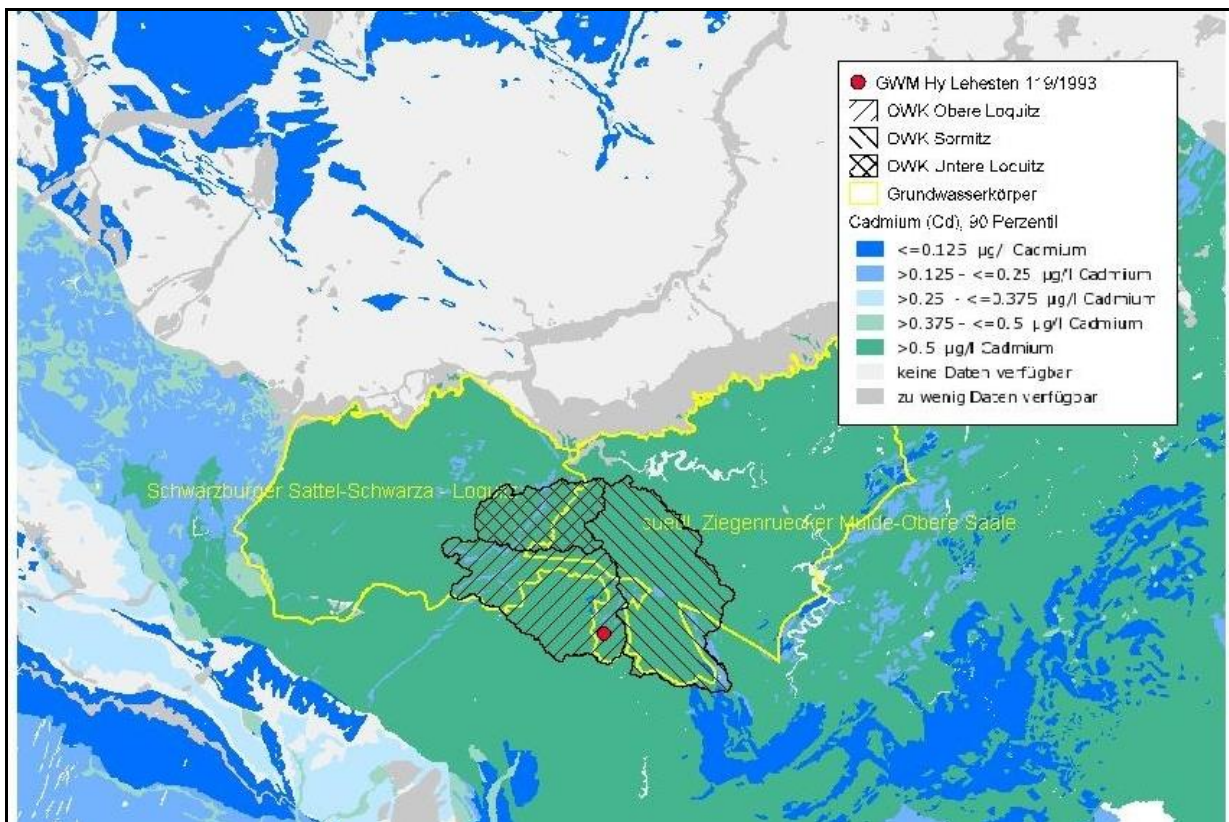 GWM Hy Lehesten 119/1993
OWK Obere Loquitz
OWK Sormitz
OWK Untere Loquitz
Grundwasserkörper
Cadmium (Cd), 90 Perzentil
<=0.125 µg/ Cadmium
>0.125 - <=0.25 µg/l Cadmium
>0.25 - <=0.375 µg/l Cadmium
>0.375 - <=0.5 µg/l Cadmium
>0.5 µg/l Cadmium
keine Daten verfügbar
zu wenig Daten verfügbar
Schwarzburger Sattel-Schwarza - Loqui
Ziegenruecker Mulde-Obere Saale